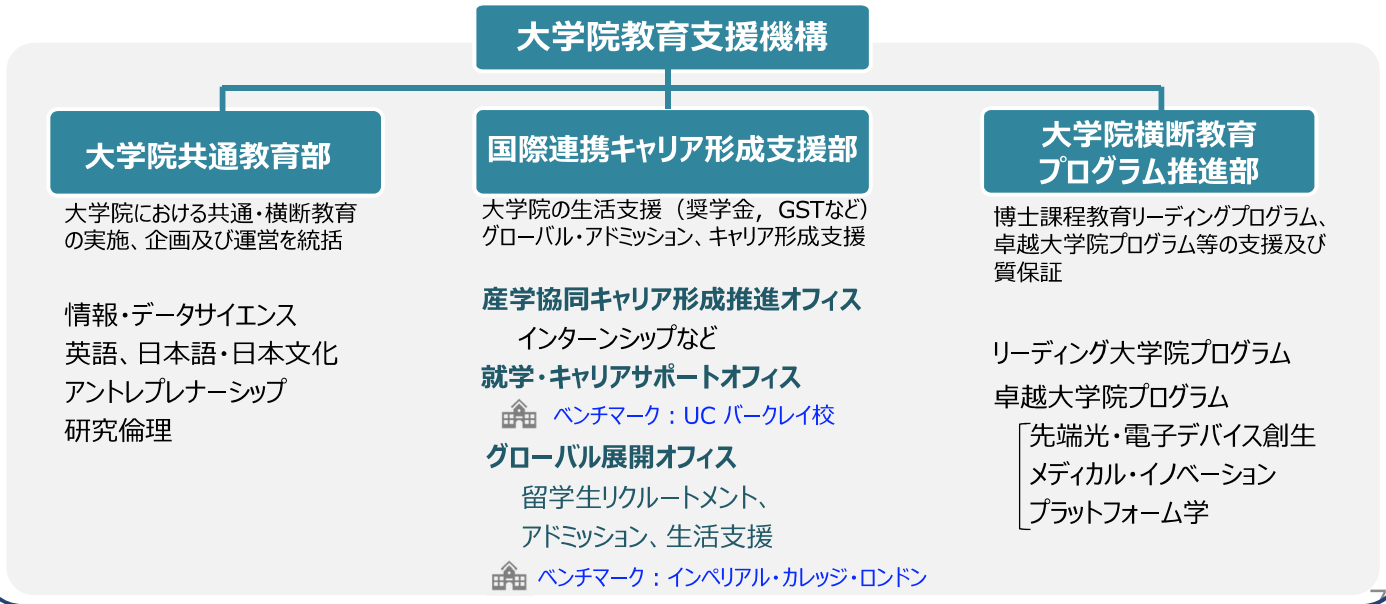 大学院教育支援機構
大学院共通教育部
大学院における共通・横断教育
の実施、企画及び運営を統括
情報・データサイエンス
英語、日本語・日本文化
アントレプレナーシップ
研究倫理
国際連携キャリア形成支援部
大学院の生活支援（奨学金，GSTなど）
グローバル・アドミッション、キャリア形成支援
産学協同キャリア形成推進オフィス
インターンシップなど
就学・キャリアサポートオフィス
ベンチマーク：UC バークレイ校
グローバル展開オフィス
留学生リクルートメント、
アドミッション、生活支援
ベンチマーク：インペリアル・カレッジ・ロンドン
大学院横断教育
プログラム推進部
博士課程教育リーディングプログラム、
卓越大学院プログラム等の支援及び
質保証
リーディング大学院プログラム
卓越大学院プログラム
先端光・電子デバイス創生
メディカル・イノベーション
プラットフォーム学